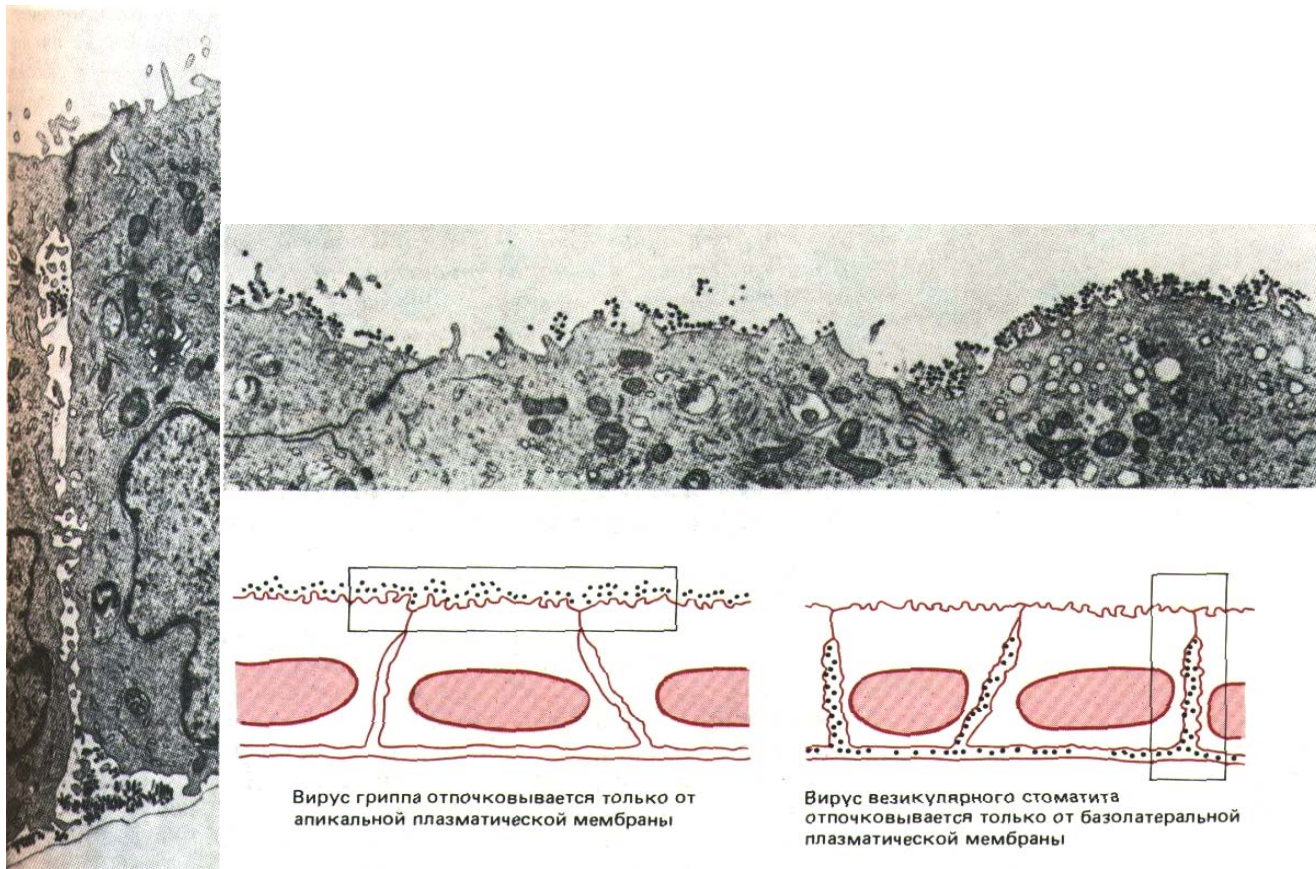 Вирус гриппа отпочковывается только от
апикальной плазматической мембраны
Вирус везикулярного стоматита
отпочковывается только от базолатеральной
плазматической мембраны